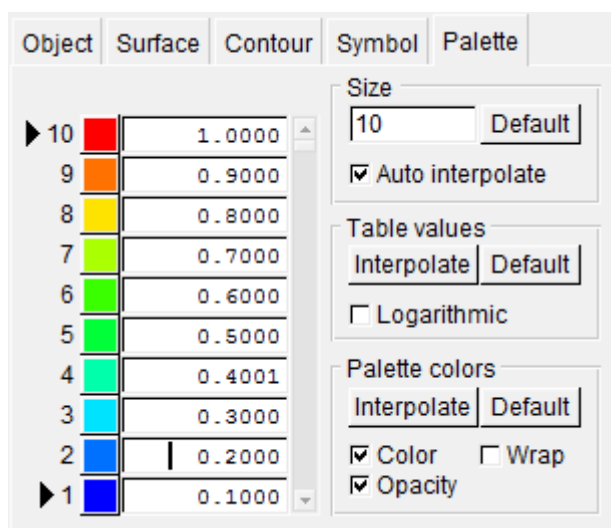 Object Surface Contour Symbol Palette
Size
10 Default
Auto interpolate
Table values
Interpolate Default
Logarithmic
Palette colors
Interpolate Default
Color Wrap
Opacity
10 1.0000
9 0.9000
8 0.8000
7 0.7000
6 0.6000
5 0.5000
4 0.4001
3 0.3000
2 0.2000
1 0.1000